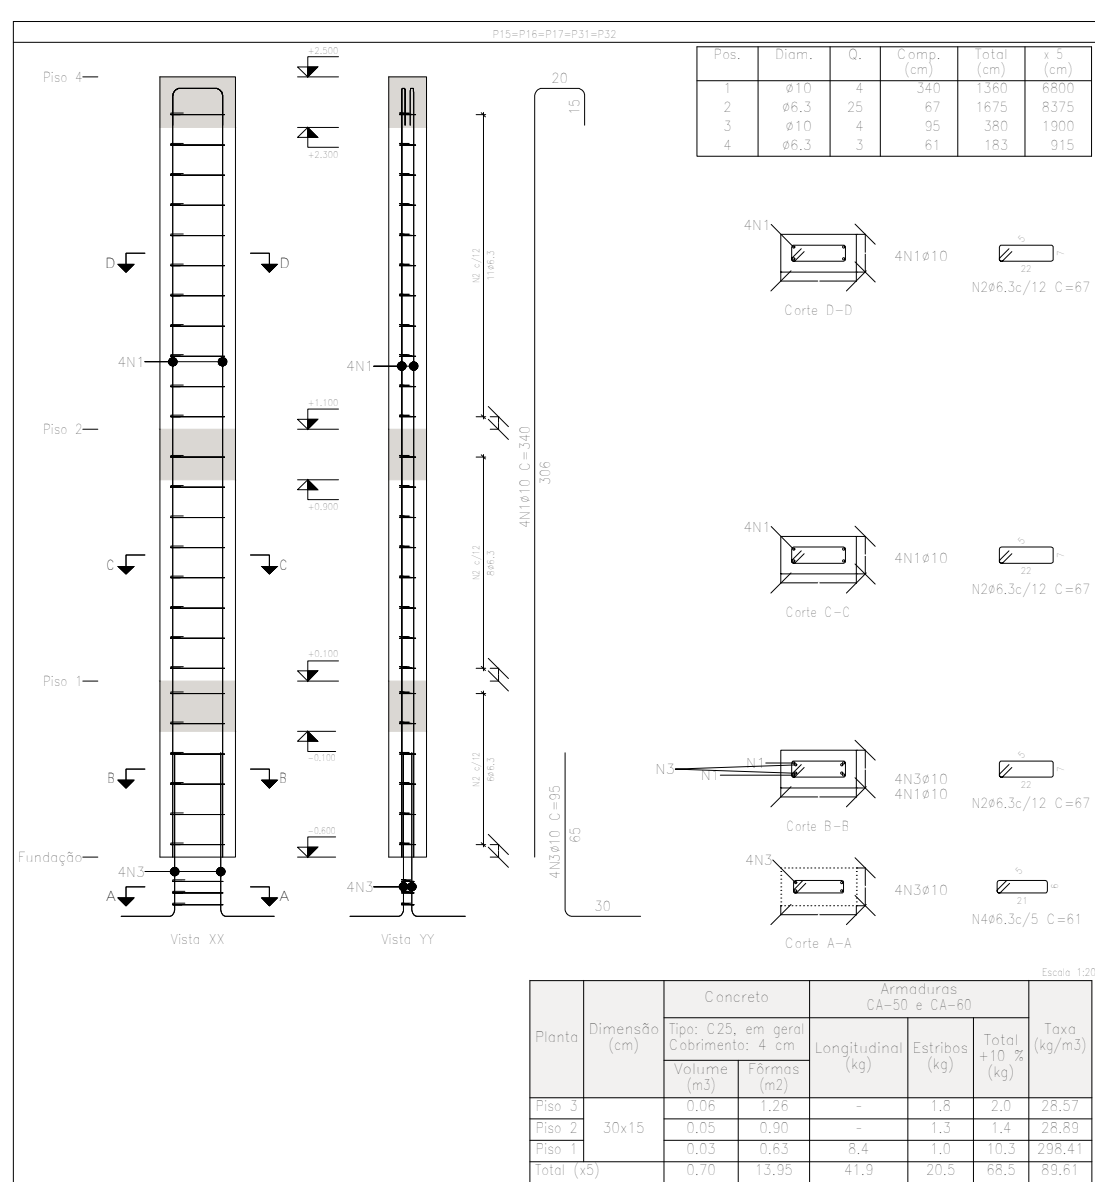 P15=P16=P17=P31=P32
Pos. Diam. Q. Comp. (cm) Total (cm) x 5 (cm)
1 ø10 4 340 1360 6800
2 ø6.3 25 67 1675 8375
3 ø10 4 95 380 1900
4 ø6.3 3 61 183 915
Piso 4
+2.500
+2.300
20
15
D D
N2 c/12
11ø6.3
4N1
4N1
4N1
4N1ø10
5
7
22
N2ø6.3c/12 C=67
Corte D-D
Piso 2
+1.100
+0.900
4N1ø10 C=340
306
C C
N2 c/12
8ø6.3
4N1
4N1ø10
5
7
22
N2ø6.3c/12 C=67
Corte C-C
Piso 1
+0.100
-0.100
B B
N2 c/12
6ø6.3
N3
N1
N1
4N3ø10
4N1ø10
5
7
22
N2ø6.3c/12 C=67
Corte B-B
Fundação
-0.600
4N3
4N3
A A
4N3ø10 C=95
65
30
4N3
4N3ø10
5
6
21
N4ø6.3c/5 C=61
Corte A-A
Vista XX
Vista YY
Escala 1:20
Planta
Dimensão
(cm)
Concreto
Tipo: C25, em geral
Cobrimento: 4 cm
Volume
(m3)
Fôrmas
(m2)
Armaduras
CA-50 e CA-60
Longitudinal
(kg)
Estribos
(kg)
Total
+10 %
(kg)
Taxa
(kg/m3)
Piso 3 0.06 1.26 - 1.8 2.0 28.57
Piso 2 30x15 0.05 0.90 - 1.3 1.4 28.89
Piso 1 0.03 0.63 8.4 1.0 10.3 298.41
Total (x5) 0.70 13.95 41.9 20.5 68.5 89.61